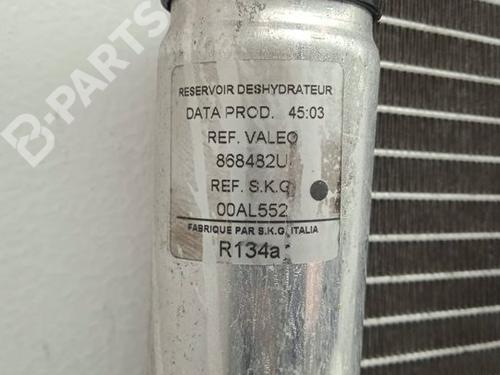 B-PARTS
RESERVOIR DESHYDRATEUR
DATA PROD. 45:03
REF. VALEO
868482U
REF. S.K.G
00AL552
FABRIQUE PAR S.K.G. ITALIA
R134a